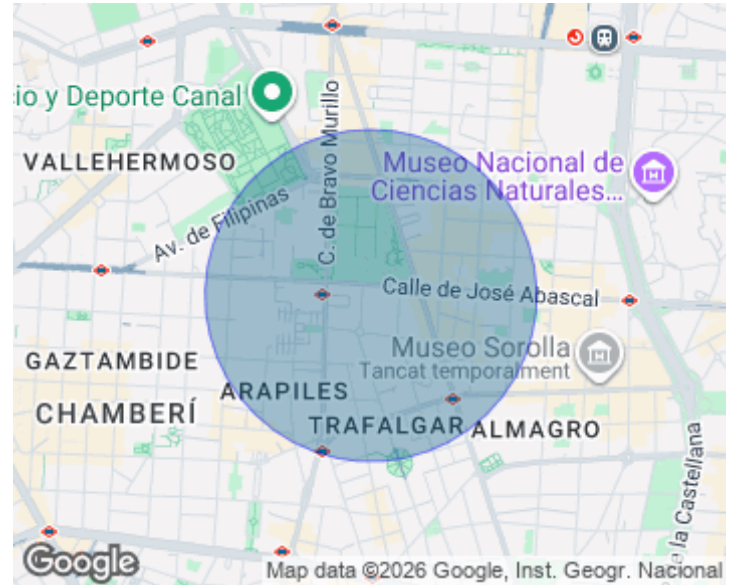 cio y Deporte Canal
VALLEHERMOSO
C. de Bravo Murillo
Museo Nacional de
Ciencias Naturales...
Av. de Filipinas
Calle de José Abascal
Museo Sorolla
Tancat temporalment
GAZTAMBIDE
ARAPILES
CHAMBERÍ
TRAFALGAR
ALMAGRO
e la Castellana
Google
Map data ©2026 Google, Inst. Geogr. Nacional